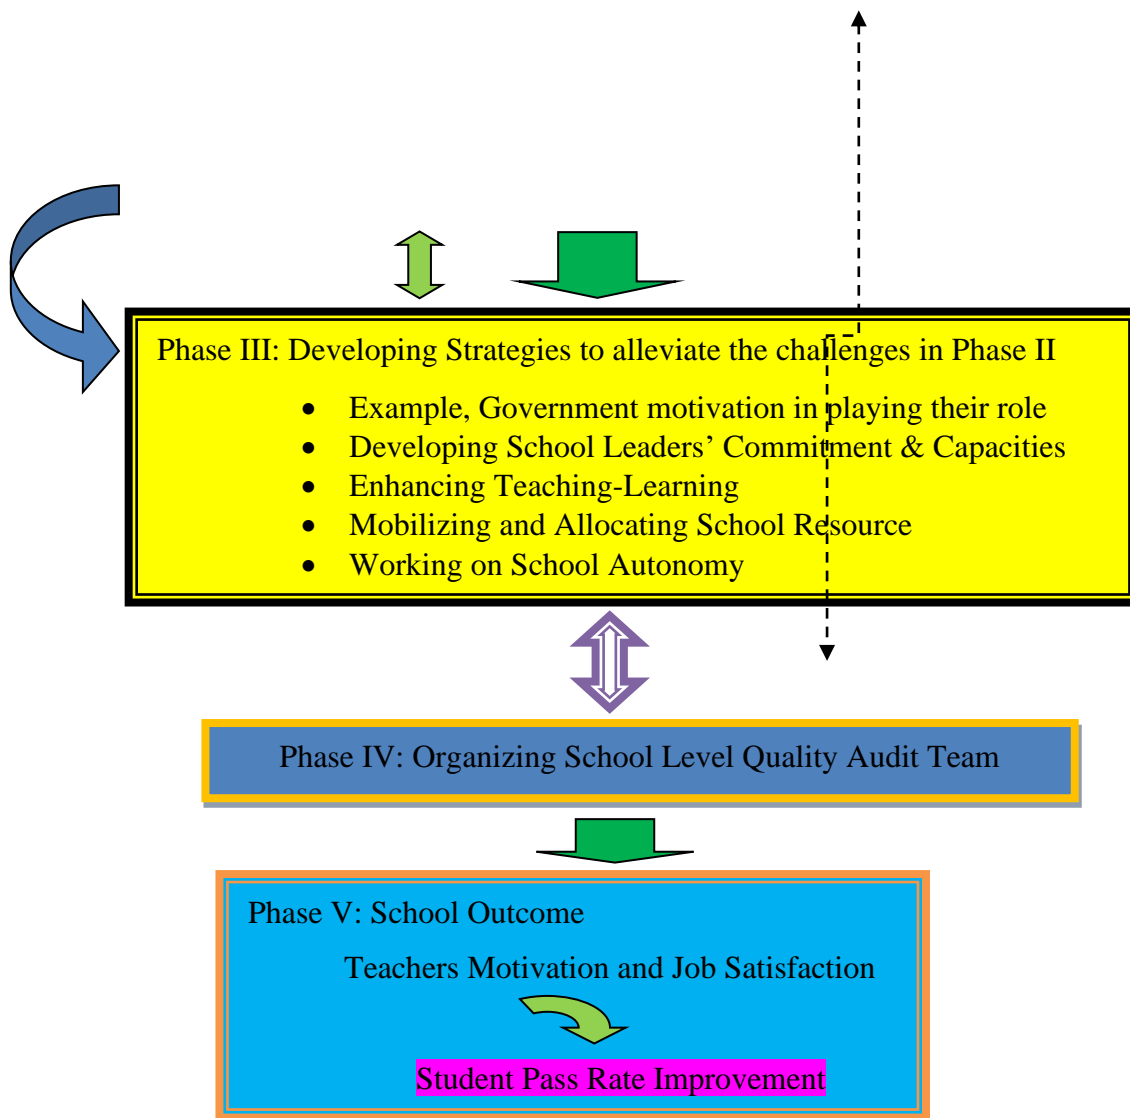 Phase III: Developing Strategies to alleviate the challenges in Phase II
• Example, Government motivation in playing their role
• Developing School Leaders’ Commitment & Capacities
• Enhancing Teaching-Learning
• Mobilizing and Allocating School Resource
• Working on School Autonomy
Phase IV: Organizing School Level Quality Audit Team
Phase V: School Outcome
Teachers Motivation and Job Satisfaction
Student Pass Rate Improvement